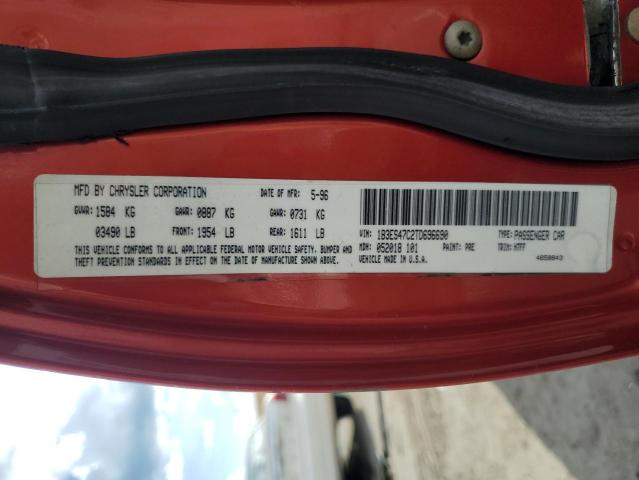 MFD BY CHRYSLER CORPORATION DATE OF MFR: 5-96
GVWR: 1584 KG GAWR: 0887 KG GAWR: 0731 KG
03490 LB FRONT: 1954 LB REAR: 1611 LB
THIS VEHICLE CONFORMS TO ALL APPLICABLE FEDERAL MOTOR VEHICLE SAFETY, BUMPER AND
THEFT PREVENTION STANDARDS IN EFFECT ON THE DATE OF MANUFACTURE SHOWN ABOVE.
VIN: 1B3ES47C2TD696690 TYPE: PASSENGER CAR
MDH: 052018 101 PAINT: PRE TRIM: H7FF
VEHICLE MADE IN U.S.A. 4658843